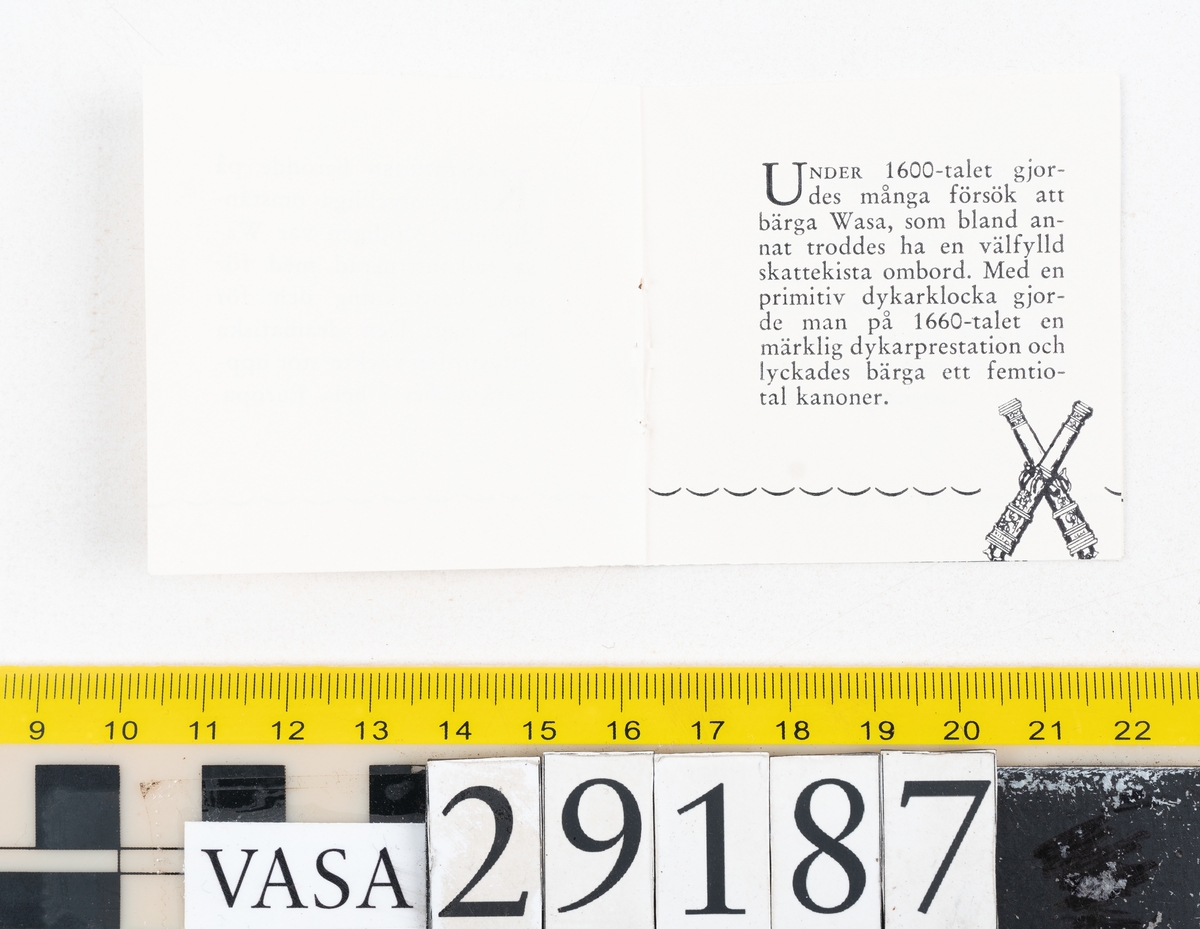 UNDER 1600-talet gjor-
des många försök att
bärga Wasa, som bland an-
nat troddes ha en välfylld
skattekista ombord. Med en
primitiv dykarklocka gjor-
de man på 1660-talet en
märklig dykarprestation och
lyckades bärga ett femtio-
tal kanoner.
9 10 11 12 13 14 15 16 17 18 19 20 21 22
VASA 29187